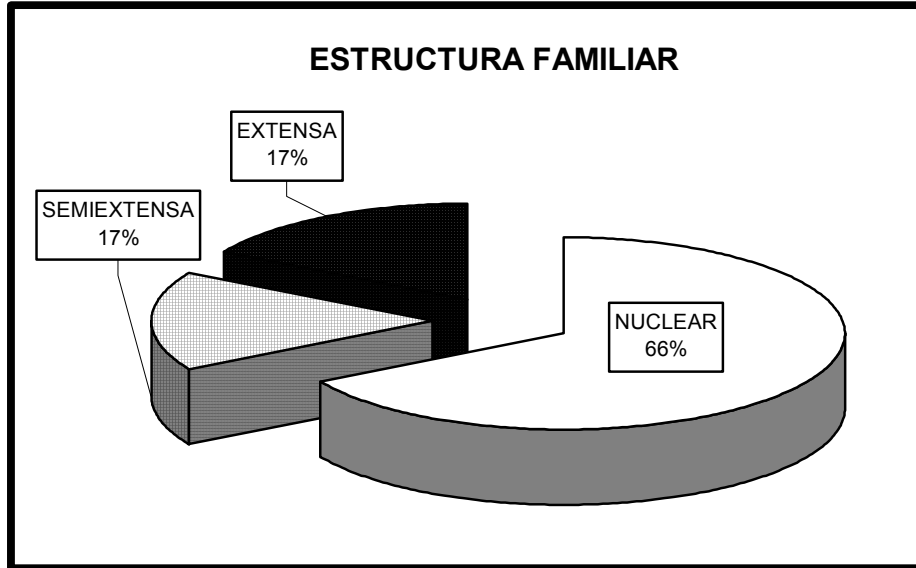 ESTRUCTURA FAMILIAR
EXTENSA
17%
SEMIEXTENSA
17%
NUCLEAR
66%